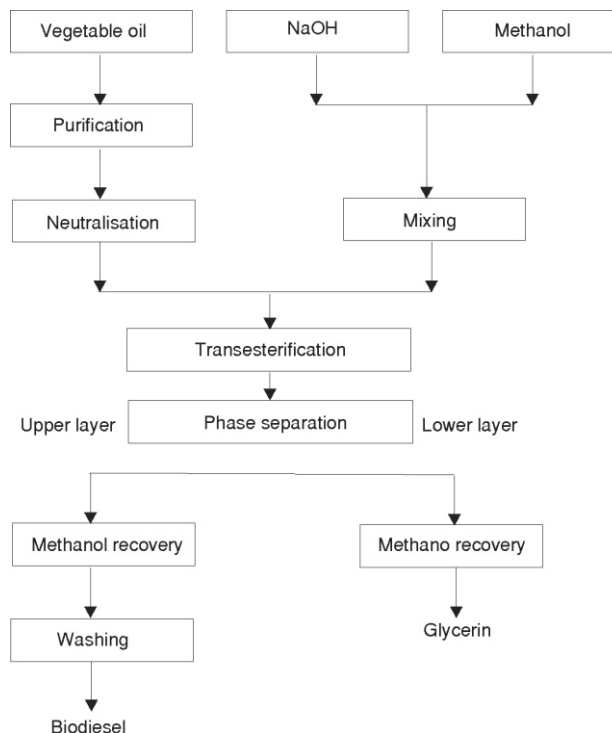 Vegetable oil
NaOH
Methanol
Purification
Neutralisation
Mixing
Transesterification
Upper layer
Phase separation
Lower layer
Methanol recovery
Methano recovery
Washing
Glycerin
Biodiesel